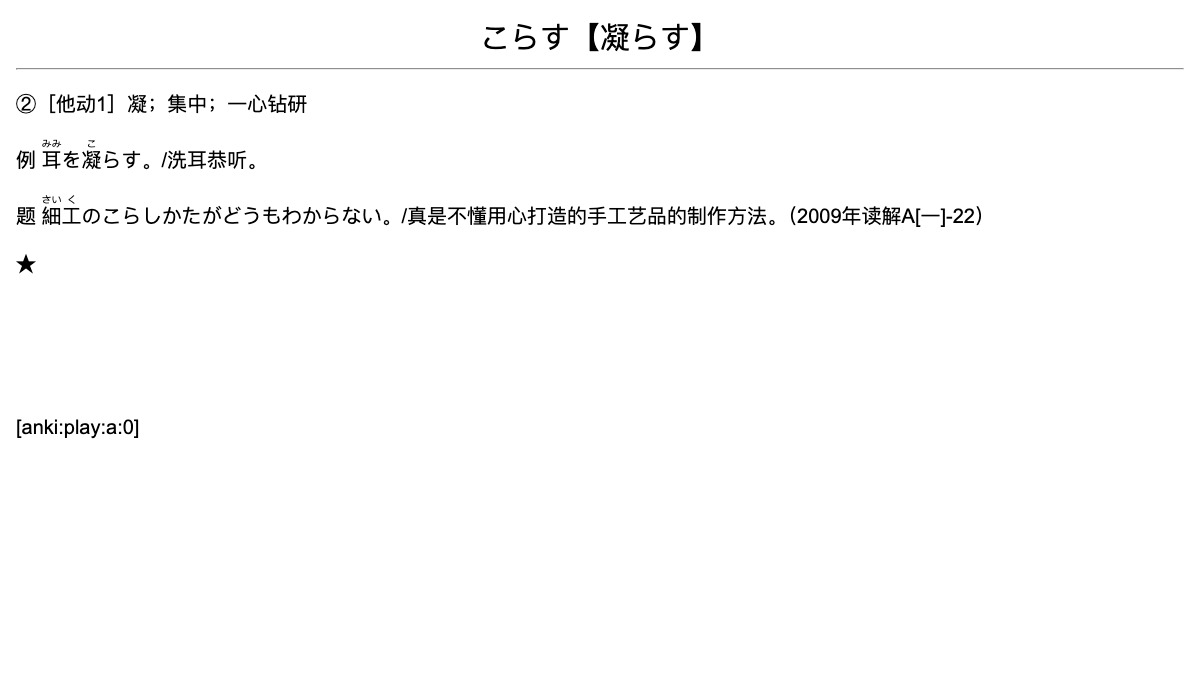 こらす【凝らす】
②［他动1］凝；集中；一心钻研
みみ こ
例 耳を凝らす。/洗耳恭听。
さい く
题 細工のこらしかたがどうもわからない。/真是不懂用心打造的手工艺品的制作方法。（2009年读解A[一]-22）
★
[anki:play:a:0]